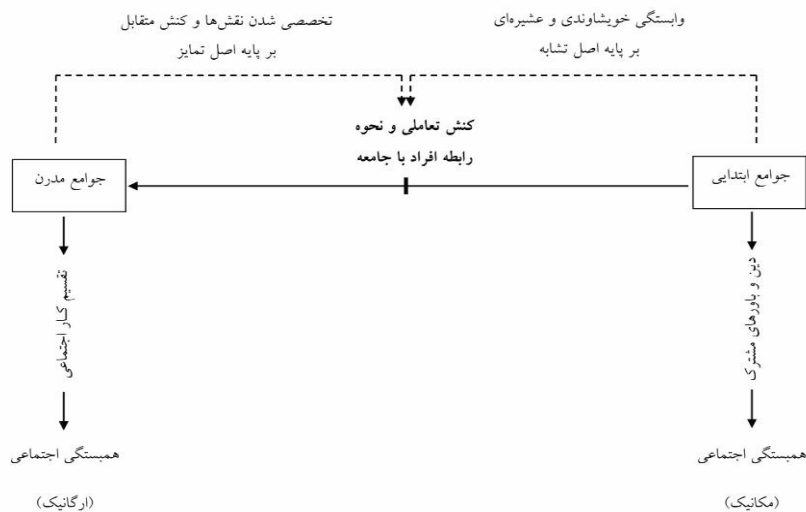 وابستگی خویشاوندی و عشیره‌ای
بر پایه اصل تشابه
تخصصی شدن نقش‌ها و کنش متقابل
بر پایه اصل تمایز
کنش تعاملی و نحوه
رابطه افراد با جامعه
جوامع ابتدایی
جوامع مدرن
دین و باورهای مشترک
تقسیم کار اجتماعی
همبستگی اجتماعی
(مکانیک)
همبستگی اجتماعی
(ارگانیک)